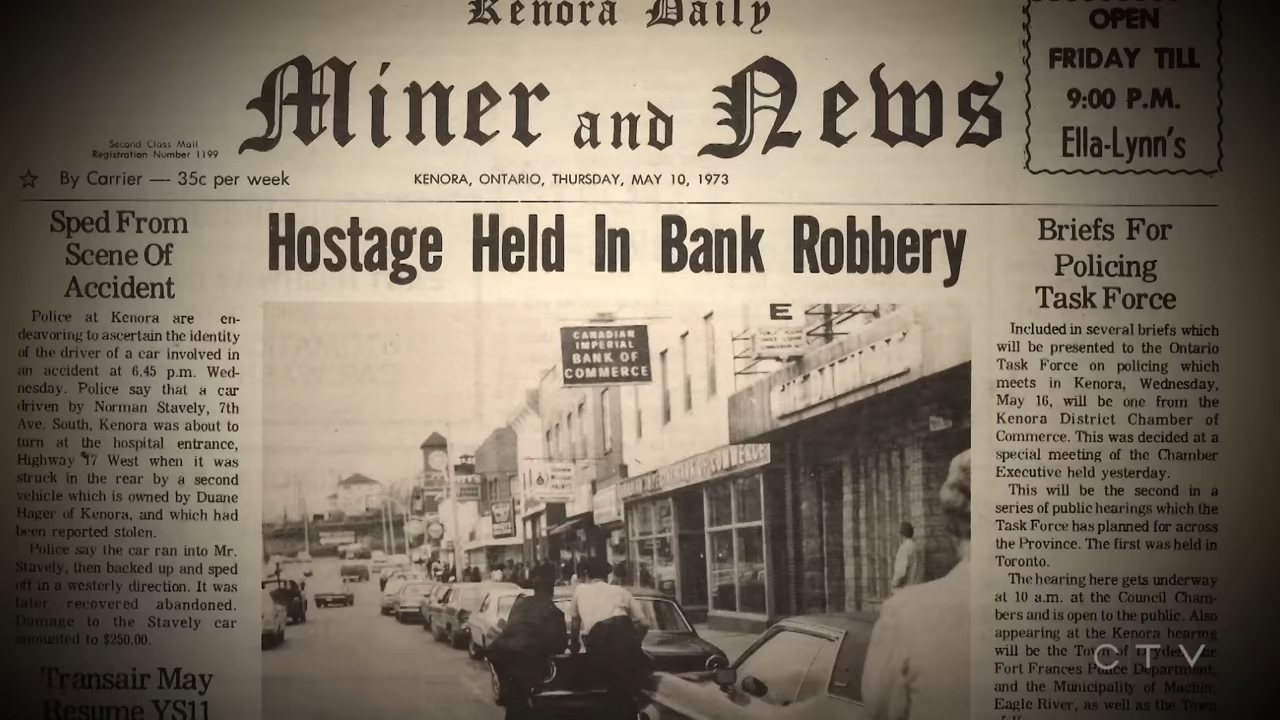 Kenora Daily
Miner and News
OPEN
FRIDAY TILL
9:00 P.M.
Ella-Lynn's
Second Class Mail
Registration Number 1199
By Carrier — 35c per week
KENORA, ONTARIO, THURSDAY, MAY 10, 1973
Sped From
Scene Of
Accident
Police at Kenora are en-
deavoring to ascertain the identity
of the driver of a car involved in
an accident at 6.45 p.m. Wed-
nesday. Police say that a car
driven by Norman Stavely, 7th
Ave. South, Kenora was about to
turn at the hospital entrance,
Highway 17 West when it was
struck in the rear by a second
vehicle which is owned by Duane
Hager of Kenora, and which had
been reported stolen.
Police say the car ran into Mr.
Stavely, then backed up and sped
off in a westerly direction. It was
later recovered abandoned.
Damage to the Stavely car
amounted to $250.00.
Transair May
Resume YS11
Hostage Held In Bank Robbery
CANADIAN
IMPERIAL
BANK OF
COMMERCE
E
BANK OF COMMERCE
Briefs For
Policing
Task Force
Included in several briefs which
will be presented to the Ontario
Task Force on policing which
meets in Kenora, Wednesday,
May 16, will be one from the
Kenora District Chamber of
Commerce. This was decided at a
special meeting of the Chamber
Executive held yesterday.
This will be the second in a
series of public hearings which the
Task Force has planned for across
the Province. The first was held in
Toronto.
The hearing here gets underway
at 10 a.m. at the Council Cham-
bers and is open to the public. Also
appearing at the Kenora hearing
will be the Town of the
Fort Frances Police Department,
and the Municipality of Machin,
Eagle River, as well as the Town
CTV